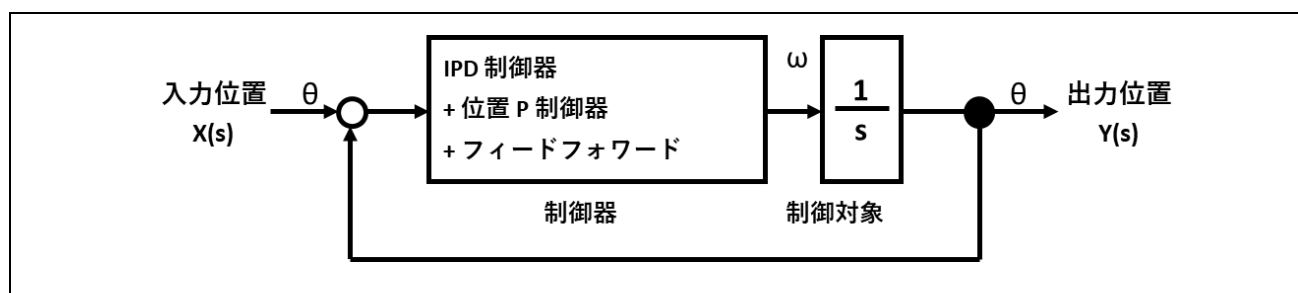 入力位置
X(s)
θ
IPD 制御器
+ 位置 P 制御器
+ フィードフォワード
制御器
ω
1
s
制御対象
θ
出力位置
Y(s)